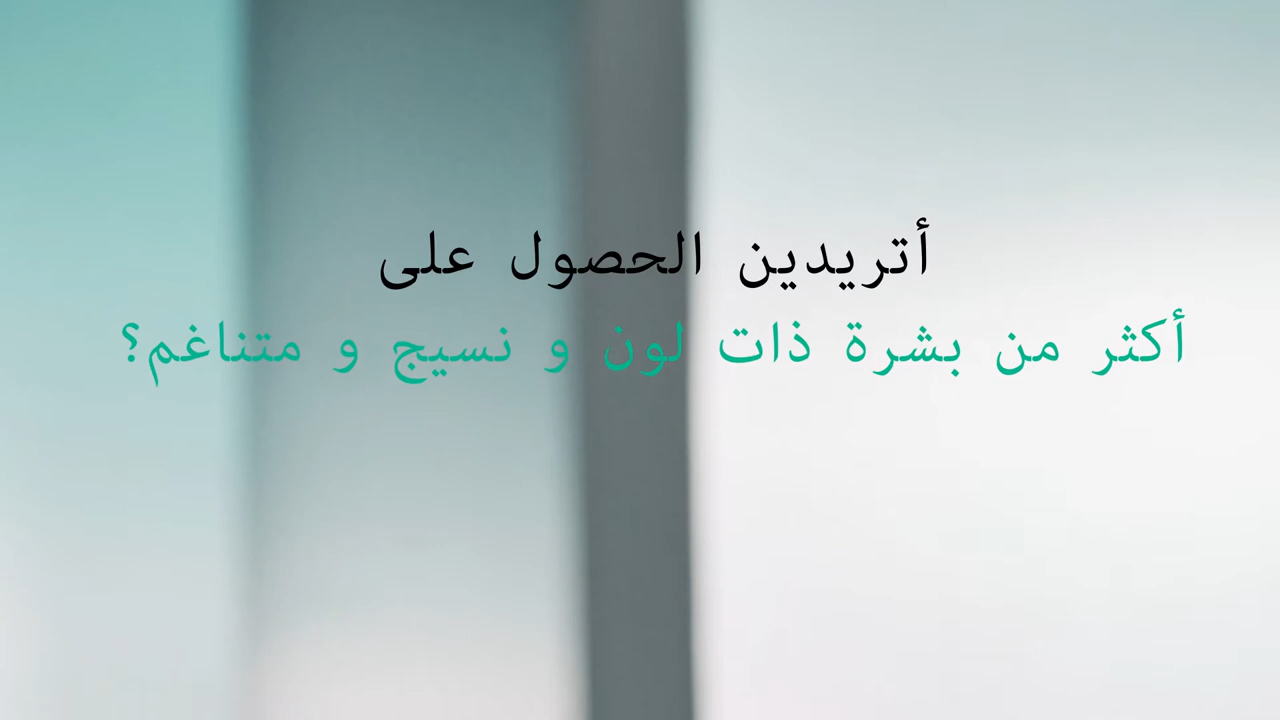 أتريدين الحصول على
أكثر من بشرة ذات لون و نسيج و متناغم؟